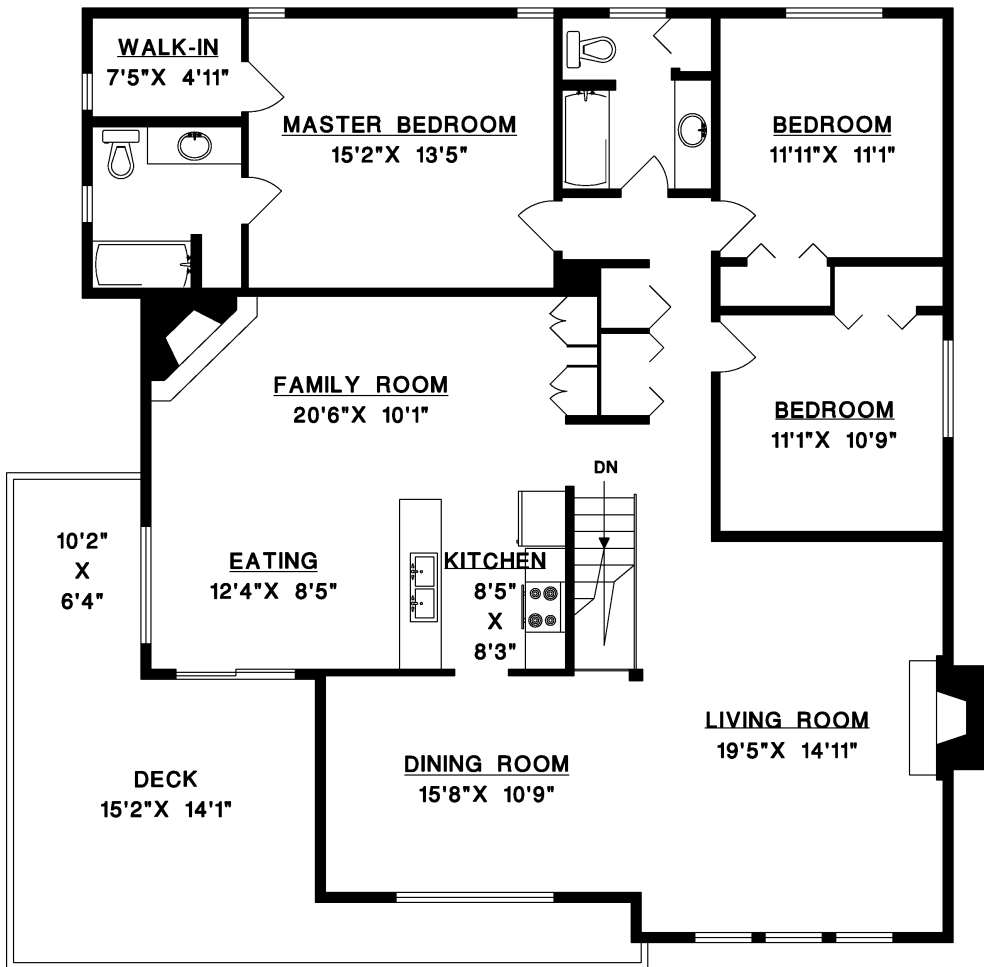 WALK-IN
7'5"X 4'11"
MASTER BEDROOM
15'2"X 13'5"
BEDROOM
11'11"X 11'1"
FAMILY ROOM
20'6"X 10'1"
BEDROOM
11'1"X 10'9"
DN
10'2"
X
6'4"
EATING
12'4"X 8'5"
KITCHEN
8'5"
X
8'3"
LIVING ROOM
19'5"X 14'11"
DINING ROOM
15'8"X 10'9"
DECK
15'2"X 14'1"